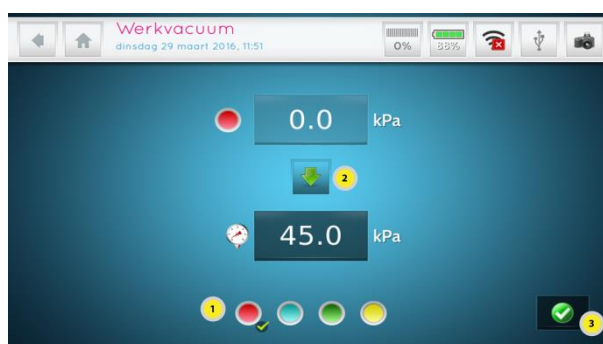 Werkvacuum
dinsdag 29 maart 2016, 11:51
0%
88%
0.0 kPa
2
45.0 kPa
1
3